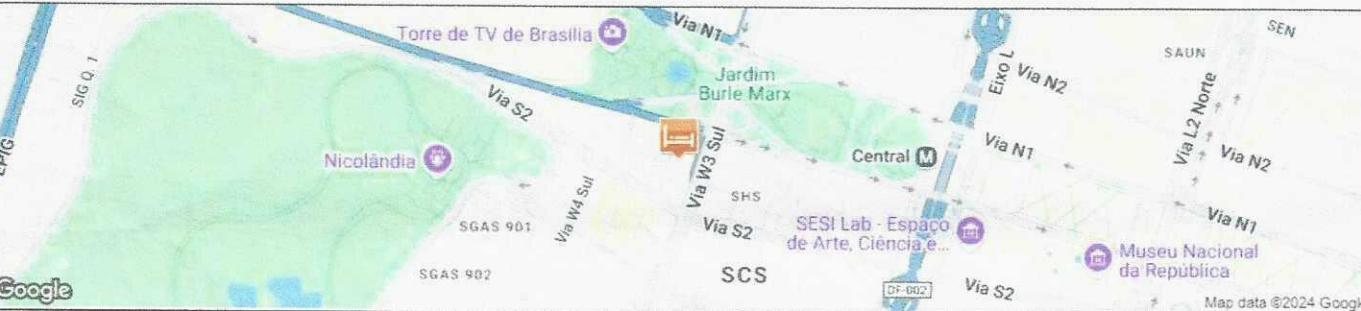 SEN
Via N1
Torre de TV de Brasília
SAUN
Eixo L
Via N2
Jardim
Burle Marx
SIG Q. 1
Via S2
Via L2 Norte
EPIG
Nicolândia
Via W3 Sul
Central
M
Via N1
Via N2
Via W4 Sul
SHS
SGAS 901
Via S2
SESI Lab - Espaço
de Arte, Ciência e...
Via N1
Museu Nacional
da República
SGAS 902
SCS
DF-002
Via S2
Google
Map data ©2024 Google